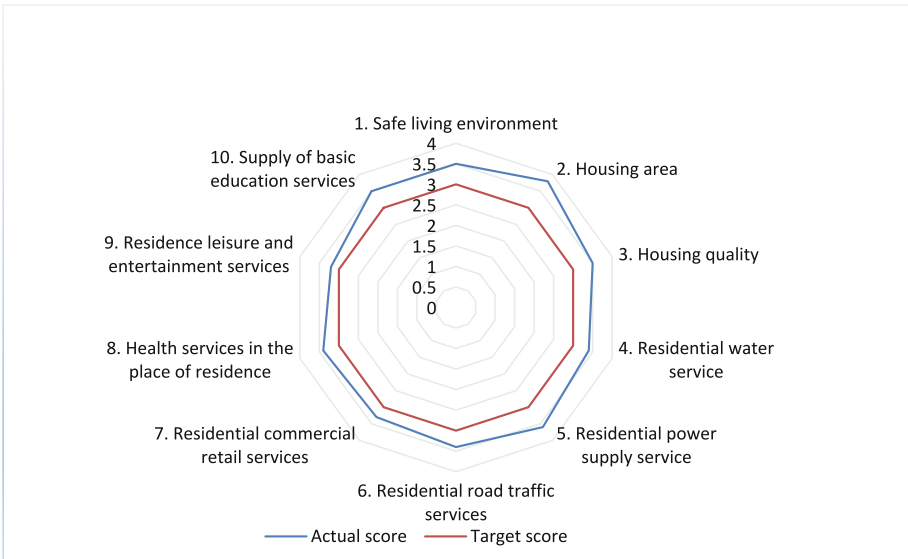 1. Safe living environment
4
3.5
3
2.5
2
1.5
1
0.5
0
2. Housing area
3. Housing quality
4. Residential water
service
5. Residential power
supply service
6. Residential road traffic
services
7. Residential commercial
retail services
8. Health services in the
place of residence
9. Residence leisure and
entertainment services
10. Supply of basic
education services
Actual score
Target score